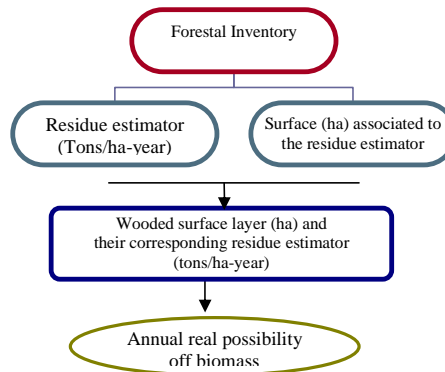 Forestal Inventory
Residue estimator
(Tons/ha-year)
Surface (ha) associated to
the residue estimator
Wooded surface layer (ha) and
their corresponding residue estimator
(tons/ha-year)
Annual real possibility
off biomass